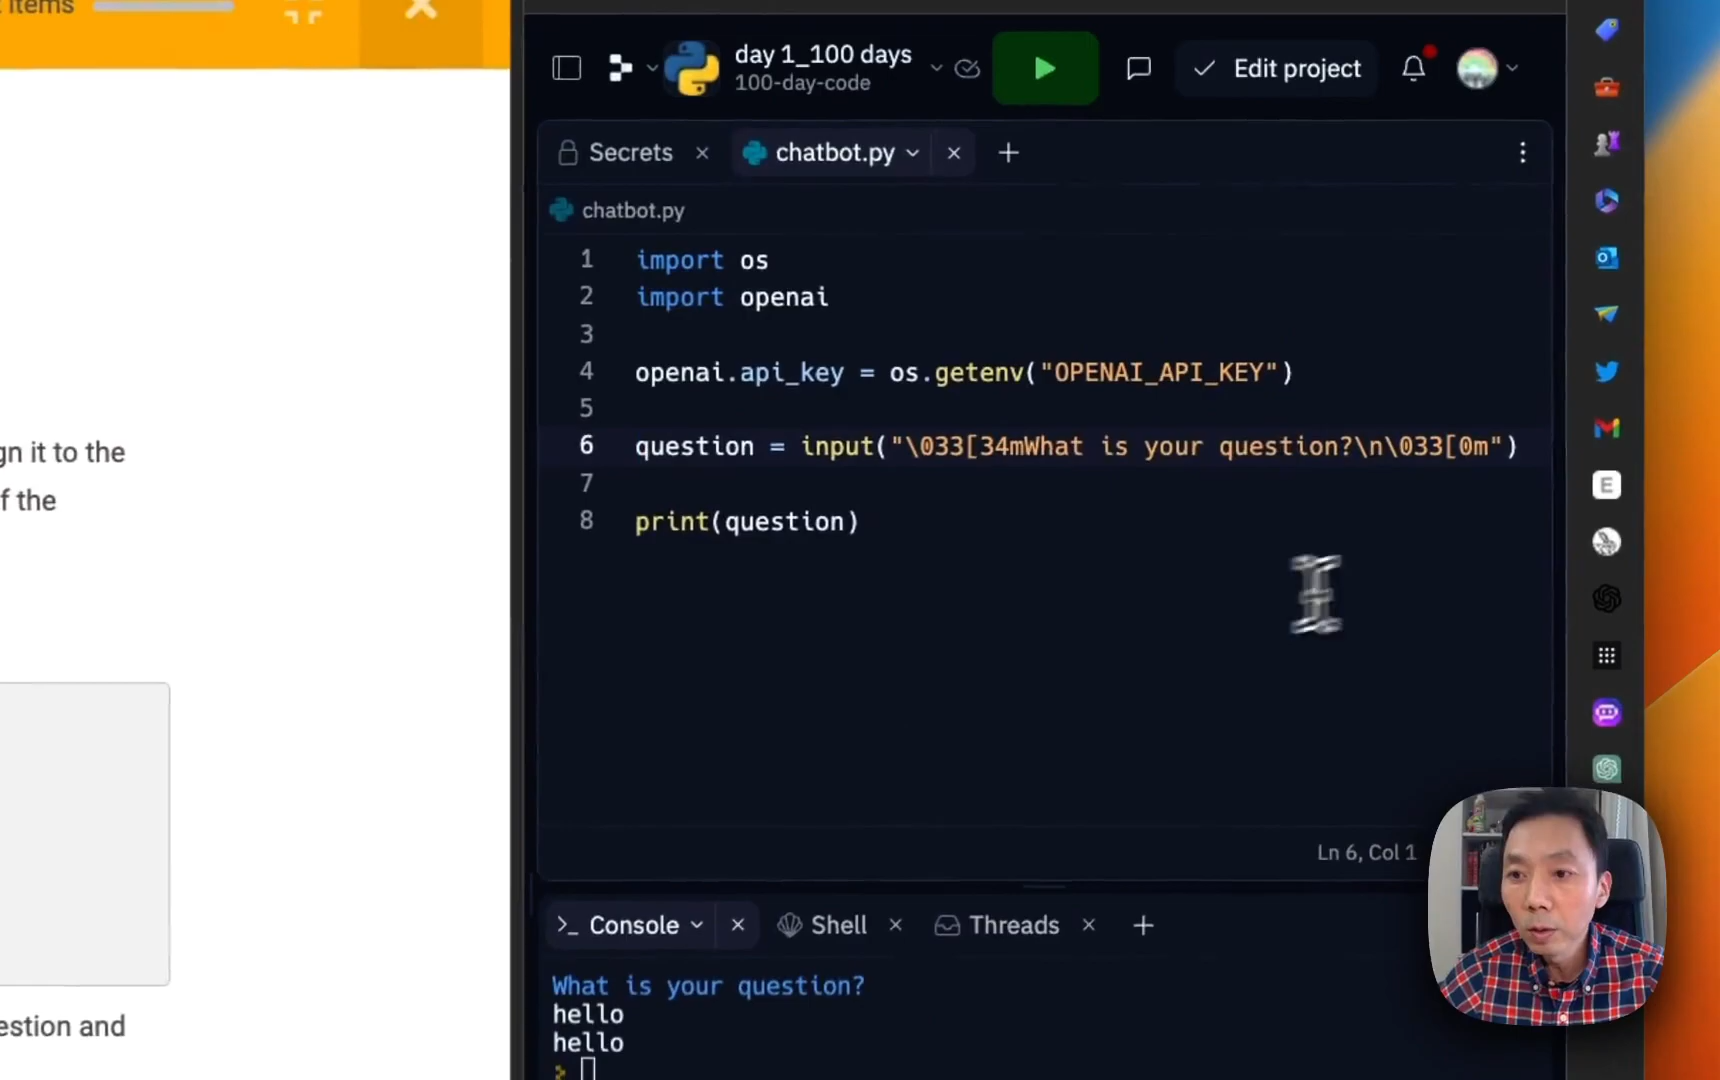 items
gn it to the
f the
estion and
day 1_100 days
100-day-code
Edit project
Secrets
chatbot.py
chatbot.py
1 import os
2 import openai
3
4 openai.api_key = os.getenv("OPENAI_API_KEY")
5
6 question = input("\033[34mWhat is your question?\n\033[0m")
7
8 print(question)
Ln 6, Col 1
Console
Shell
Threads
What is your question?
hello
hello
E